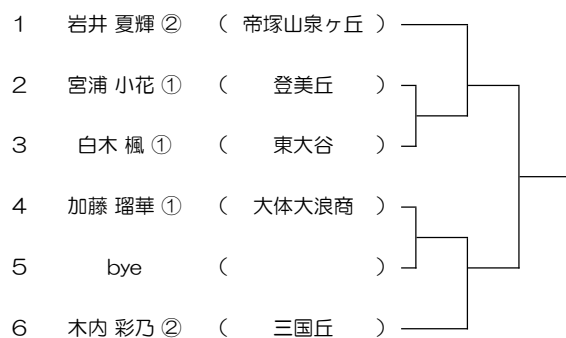 1 岩井 夏輝 ② ( 帝塚山泉ヶ丘 )
2 宮浦 小花 ① ( 登美丘 )
3 白木 楓 ① ( 東大谷 )
4 加藤 瑠華 ① ( 大体大浪商 )
5 bye ( )
6 木内 彩乃 ② ( 三国丘 )